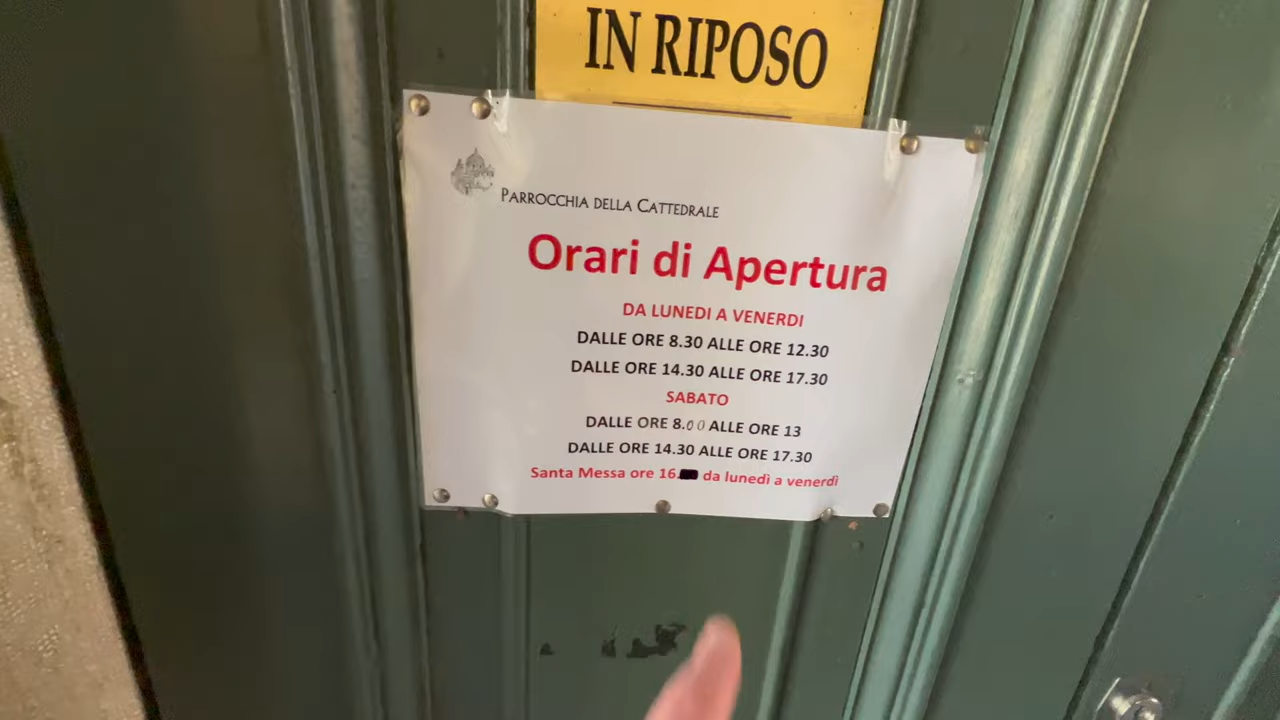 IN RIPOSO
PARROCCHIA DELLA CATTEDRALE
Orari di Apertura
DA LUNEDI A VENERDI
DALLE ORE 8.30 ALLE ORE 12.30
DALLE ORE 14.30 ALLE ORE 17.30
SABATO
DALLE ORE 8.00 ALLE ORE 13
DALLE ORE 14.30 ALLE ORE 17.30
Santa Messa ore 16. da lunedì a venerdì